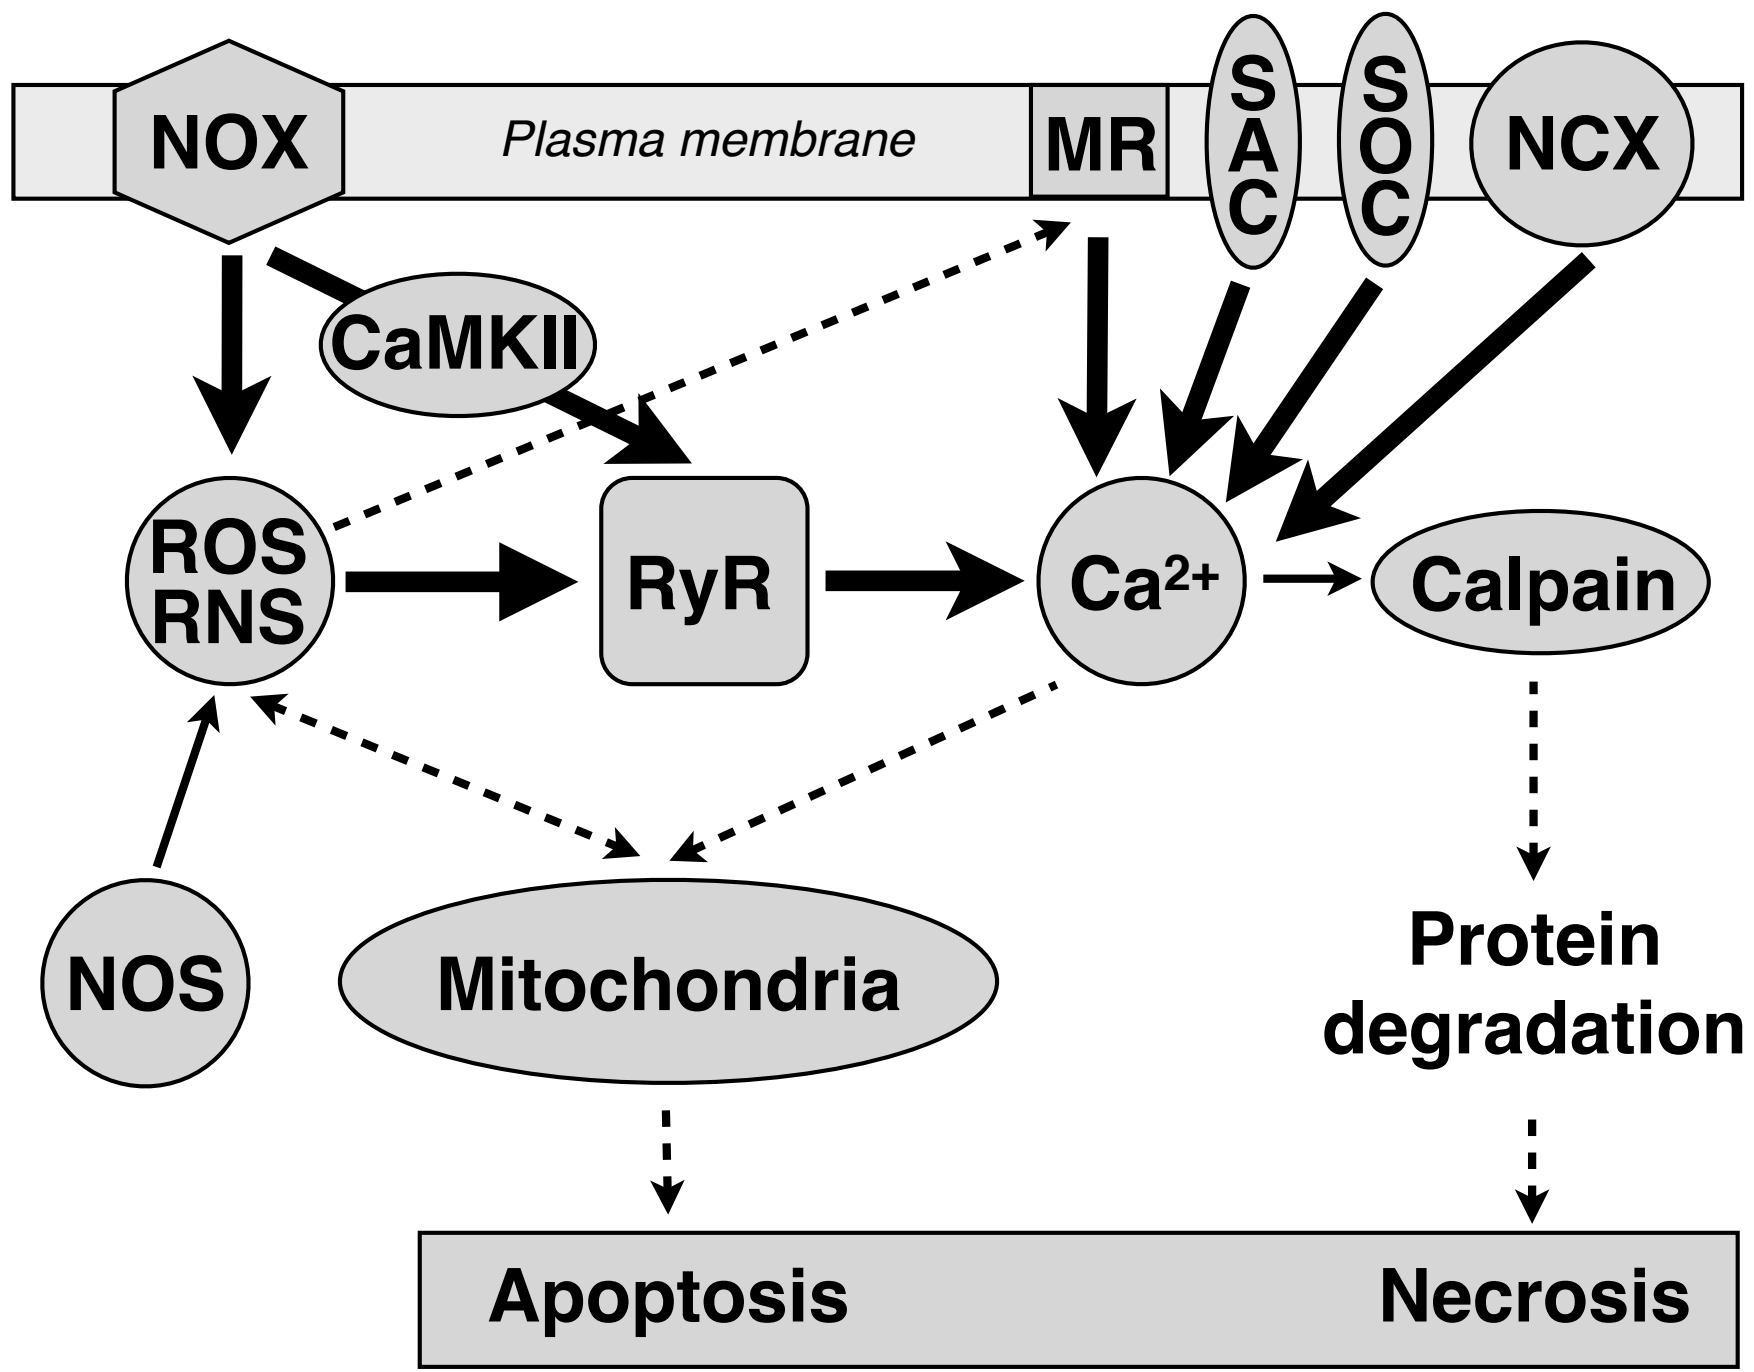 NOX
Plasma membrane
MR
SAC
SOC
NCX
CaMKII
ROS
RNS
RyR
Ca²⁺
Calpain
NOS
Mitochondria
Protein
degradation
Apoptosis
Necrosis